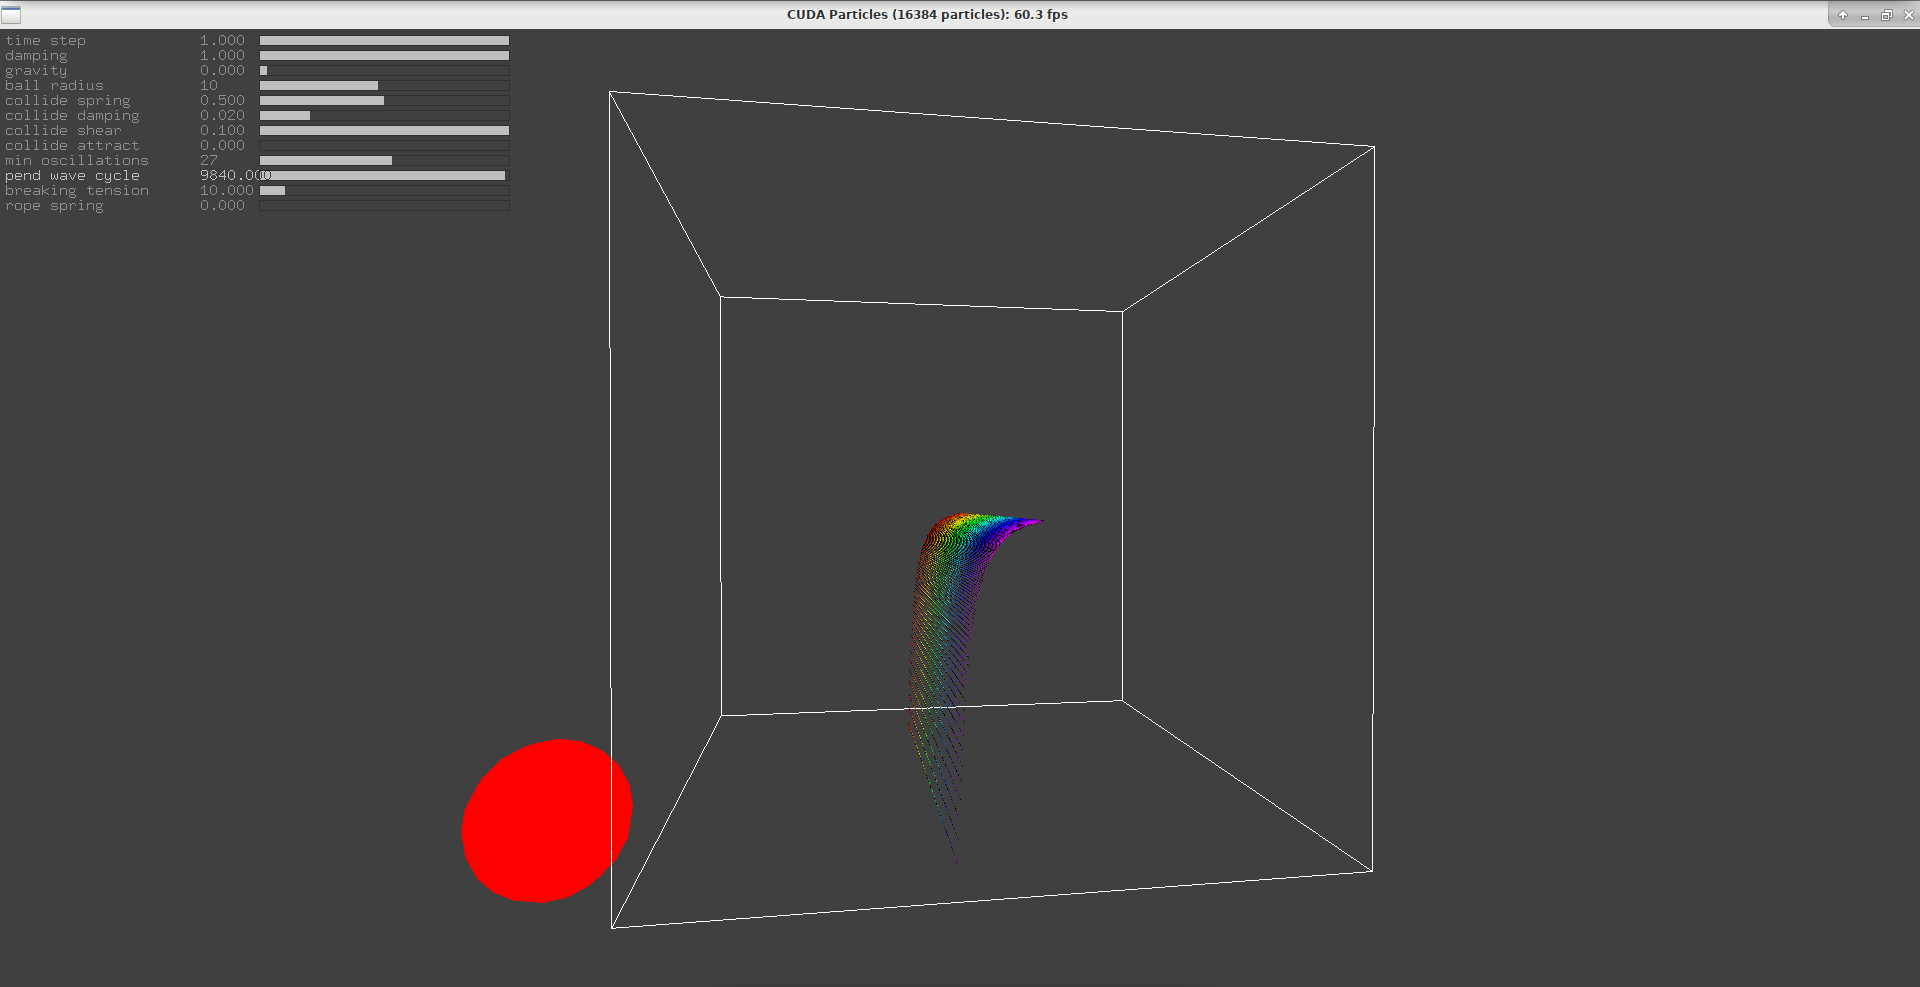 CUDA Particles (16384 particles): 60.3 fps
time step 1.000
damping 1.000
gravity 0.000
ball radius 10
collide spring 0.500
collide damping 0.020
collide shear 0.100
collide attract 0.000
min oscillations 27
pend wave cycle 9840.000
breaking tension 10.000
rope spring 0.000